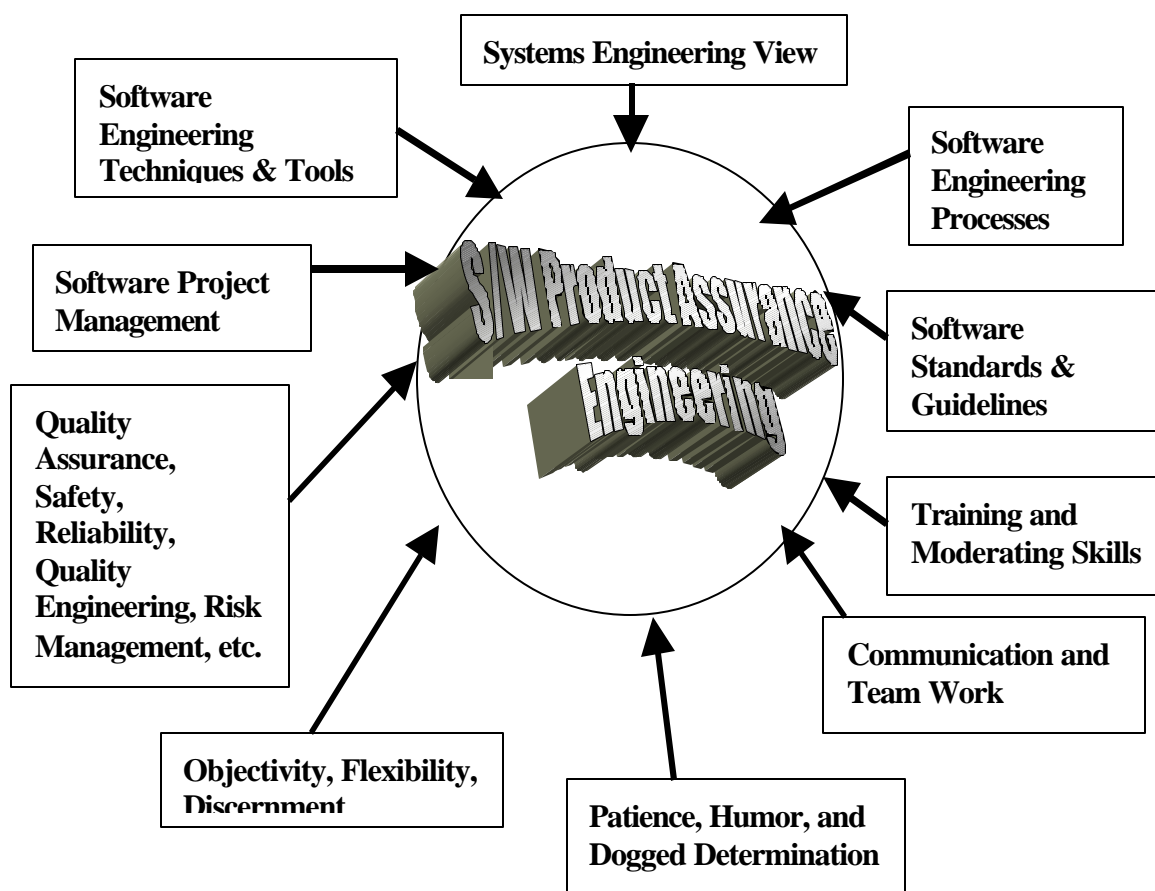 Systems Engineering View
Software
Engineering
Techniques & Tools
Software
Engineering
Processes
S/W Product Assurance
Engineering
Software Project
Management
Software
Standards &
Guidelines
Quality
Assurance,
Safety,
Reliability,
Quality
Engineering, Risk
Management, etc.
Training and
Moderating Skills
Communication and
Team Work
Objectivity, Flexibility,
Discernment
Patience, Humor, and
Dogged Determination